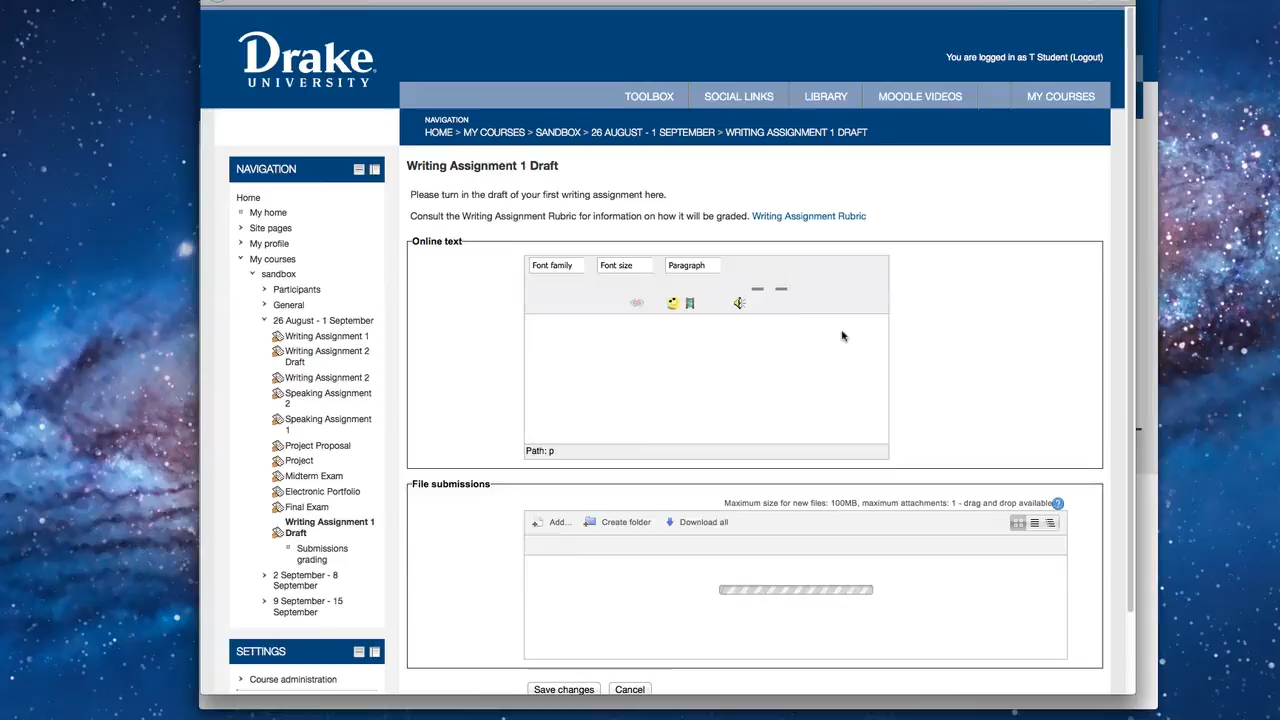 Drake
UNIVERSITY
You are logged in as T Student (Logout)
TOOLBOX
SOCIAL LINKS
LIBRARY
MOODLE VIDEOS
MY COURSES
NAVIGATION
HOME > MY COURSES > SANDBOX > 26 AUGUST - 1 SEPTEMBER > WRITING ASSIGNMENT 1 DRAFT
NAVIGATION
Home
My home
Site pages
My profile
My courses
sandbox
Participants
General
26 August - 1 September
Writing Assignment 1
Writing Assignment 2
Draft
Writing Assignment 2
Speaking Assignment
2
Speaking Assignment
1
Project Proposal
Project
Midterm Exam
Electronic Portfolio
Final Exam
Writing Assignment 1
Draft
Submissions
grading
2 September - 8
September
9 September - 15
September
SETTINGS
Course administration
Writing Assignment 1 Draft
Please turn in the draft of your first writing assignment here.
Consult the Writing Assignment Rubric for information on how it will be graded. Writing Assignment Rubric
Online text
Font family
Font size
Paragraph
Path: p
File submissions
Maximum size for new files: 100MB, maximum attachments: 1 - drag and drop available
Add...
Create folder
Download all
Save changes
Cancel